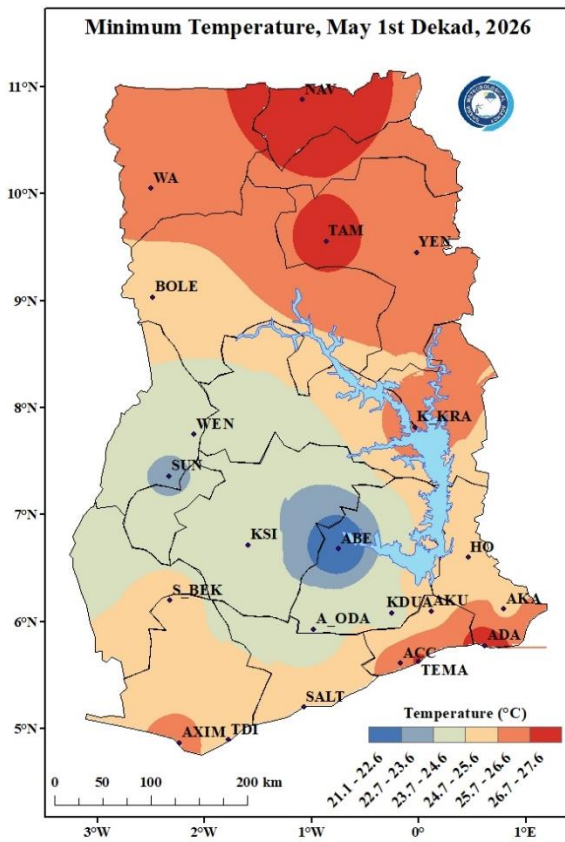 Minimum Temperature, May 1st Dekad, 2026
11°N
10°N
9°N
8°N
7°N
6°N
5°N
NAV
WA
TAM
YEN
BOLE
K_KRA
WEN
SUN
KSI
ABE
HO
S_BEK
KDUA
AKU
AKA
A_ODA
ADA
ACC
TEMA
SALT
AXIM
TDI
Temperature (°C)
21.1 - 22.6
22.7 - 23.6
23.7 - 24.6
24.7 - 25.6
25.7 - 26.6
26.7 - 27.6
0 50 100 200 km
3°W 2°W 1°W 0° 1°E